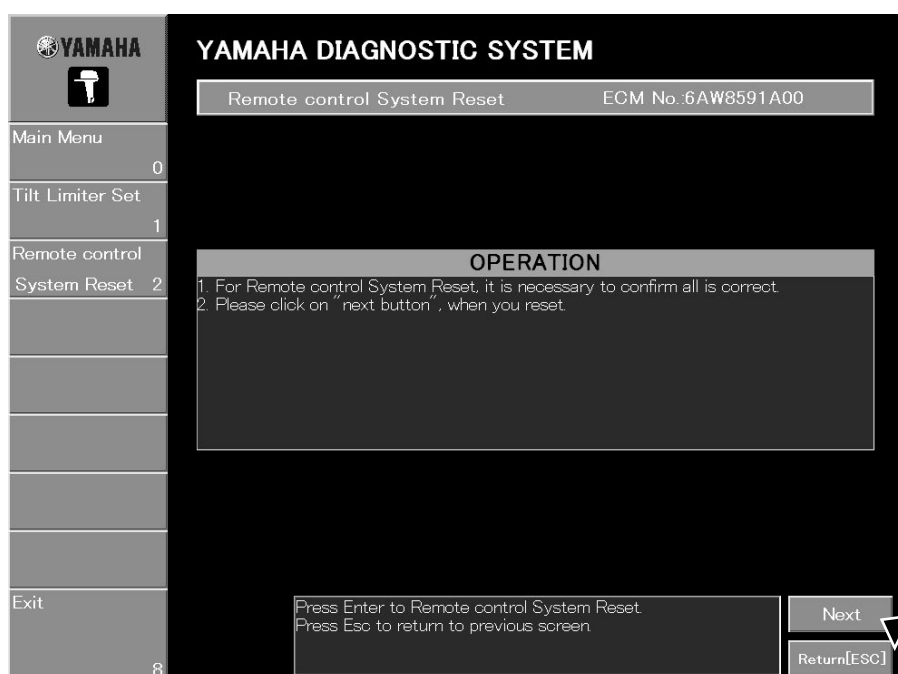 YAMAHA
YAMAHA DIAGNOSTIC SYSTEM
Remote control System Reset ECM No.:6AW8591A00
Main Menu
0
Tilt Limiter Set
1
Remote control
System Reset 2
OPERATION
1. For Remote control System Reset, it is necessary to confirm all is correct.
2. Please click on "next button", when you reset.
Exit
8
Press Enter to Remote control System Reset.
Press Esc to return to previous screen.
Next
Return[ESC]